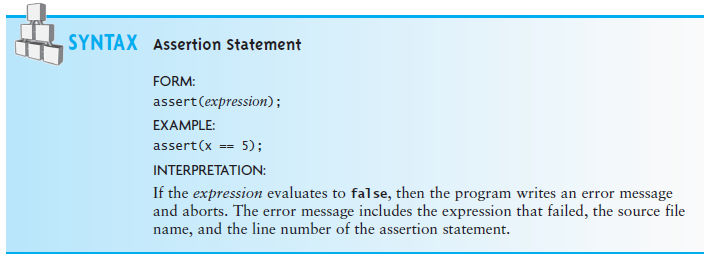 SYNTAX Assertion Statement
FORM:
assert(expression);
EXAMPLE:
assert(x == 5);
INTERPRETATION:
If the expression evaluates to false, then the program writes an error message
and aborts. The error message includes the expression that failed, the source file
name, and the line number of the assertion statement.